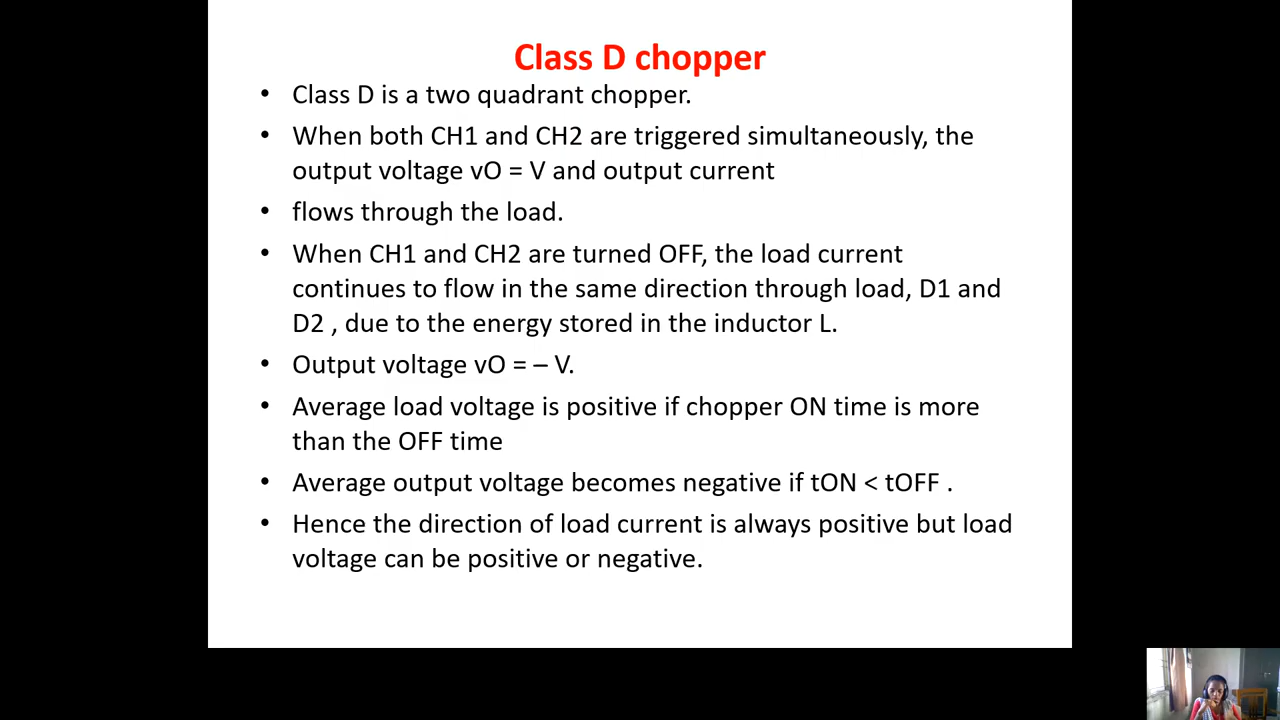 Class D chopper
• Class D is a two quadrant chopper.
• When both CH1 and CH2 are triggered simultaneously, the
output voltage vO = V and output current
• flows through the load.
• When CH1 and CH2 are turned OFF, the load current
continues to flow in the same direction through load, D1 and
D2 , due to the energy stored in the inductor L.
• Output voltage vO = – V.
• Average load voltage is positive if chopper ON time is more
than the OFF time
• Average output voltage becomes negative if tON < tOFF .
• Hence the direction of load current is always positive but load
voltage can be positive or negative.